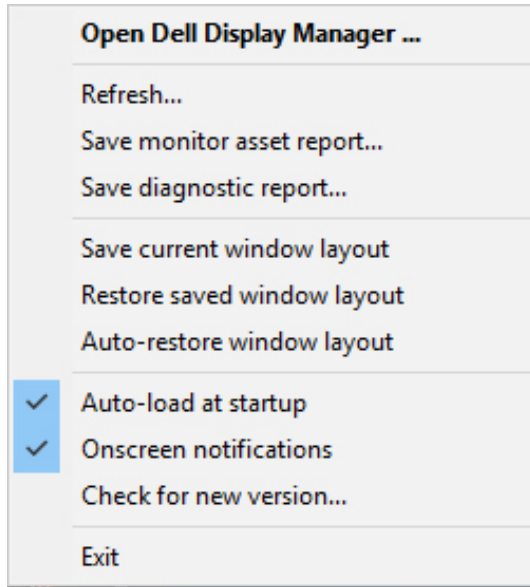 Open Dell Display Manager ...
Refresh...
Save monitor asset report...
Save diagnostic report...
Save current window layout
Restore saved window layout
Auto-restore window layout
Auto-load at startup
Onscreen notifications
Check for new version...
Exit